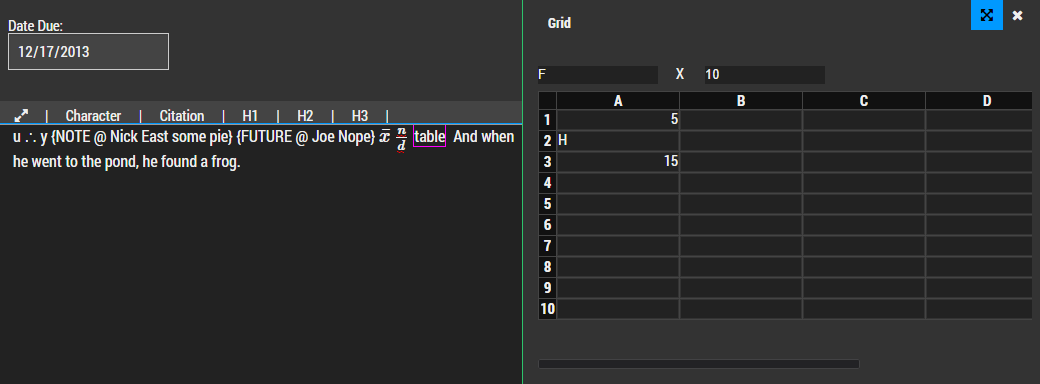 Date Due:
12/17/2013
Character | Citation | H1 | H2 | H3 |
u ∴ y {NOTE @ Nick East some pie} {FUTURE @ Joe Nope} x̄ n/d table And when
he went to the pond, he found a frog.
Grid
F X 10
A B C D
1 5
2 H
3 15
4
5
6
7
8
9
10